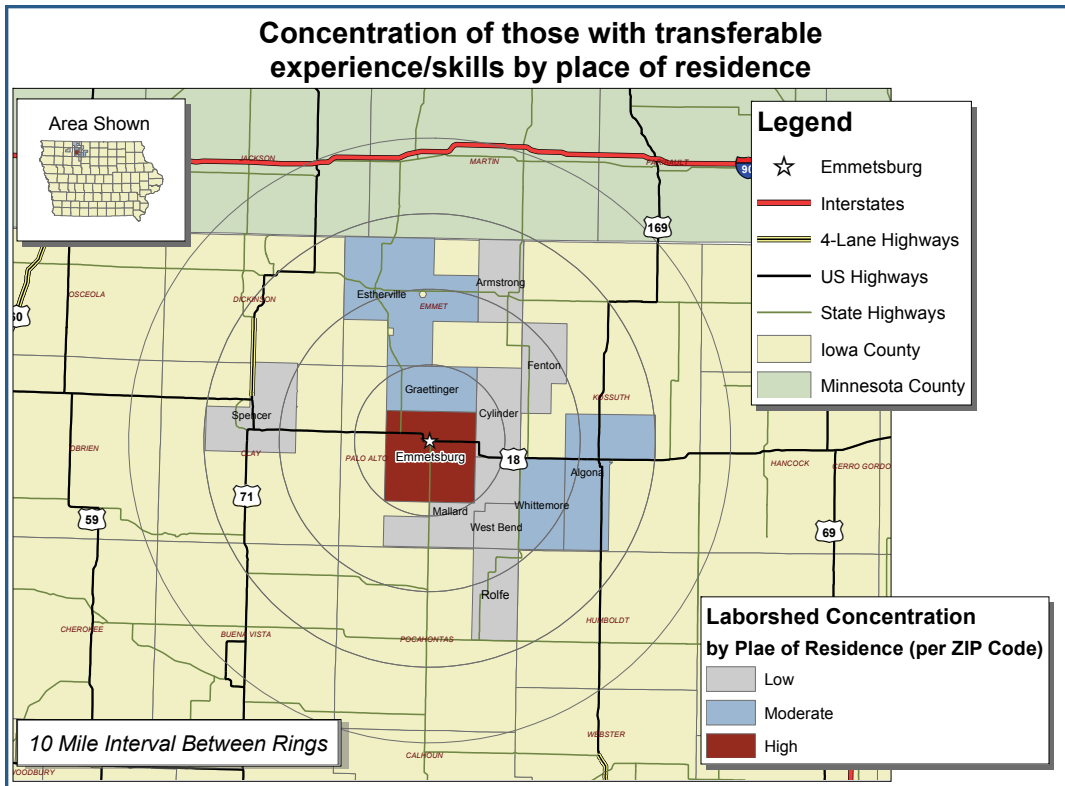 Concentration of those with transferable
experience/skills by place of residence
Area Shown
Legend
Emmetsburg
Interstates
4-Lane Highways
US Highways
State Highways
Iowa County
Minnesota County
JACKSON
MARTIN
FARIBAULT
90
169
OSCEOLA
DICKINSON
Estherville
EMMET
Armstrong
60
Fenton
Graettinger
KOSSUTH
Spencer
Cylinder
OBRIEN
CLAY
PALO ALTO
Emmetsburg
18
Algona
HANCOCK
CERRO GORDO
71
59
Mallard
Whittemore
West Bend
69
Rolfe
CHEROKEE
BUENA VISTA
POCAHONTAS
HUMBOLDT
Laborshed Concentration
by Plae of Residence (per ZIP Code)
Low
Moderate
High
10 Mile Interval Between Rings
WEBSTER
CALHOUN
WOODBURY